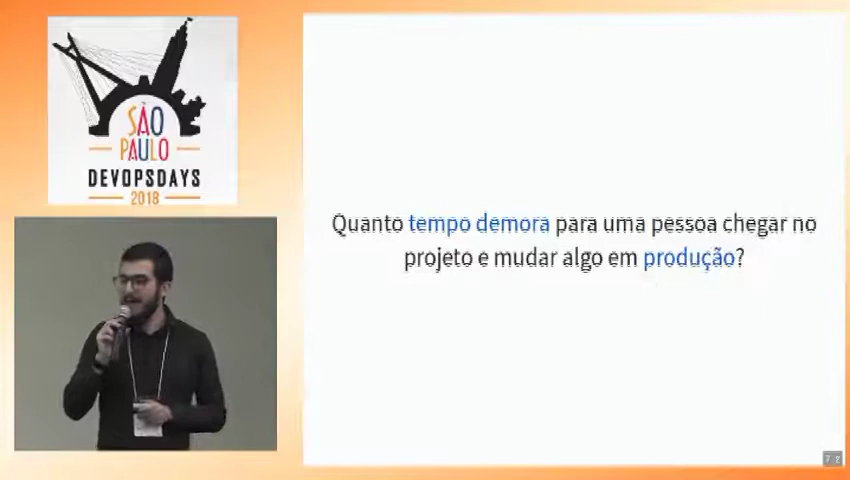 SÃO
PAULO
DEVOPSDAYS
2018
Quanto tempo demora para uma pessoa chegar no
projeto e mudar algo em produção?